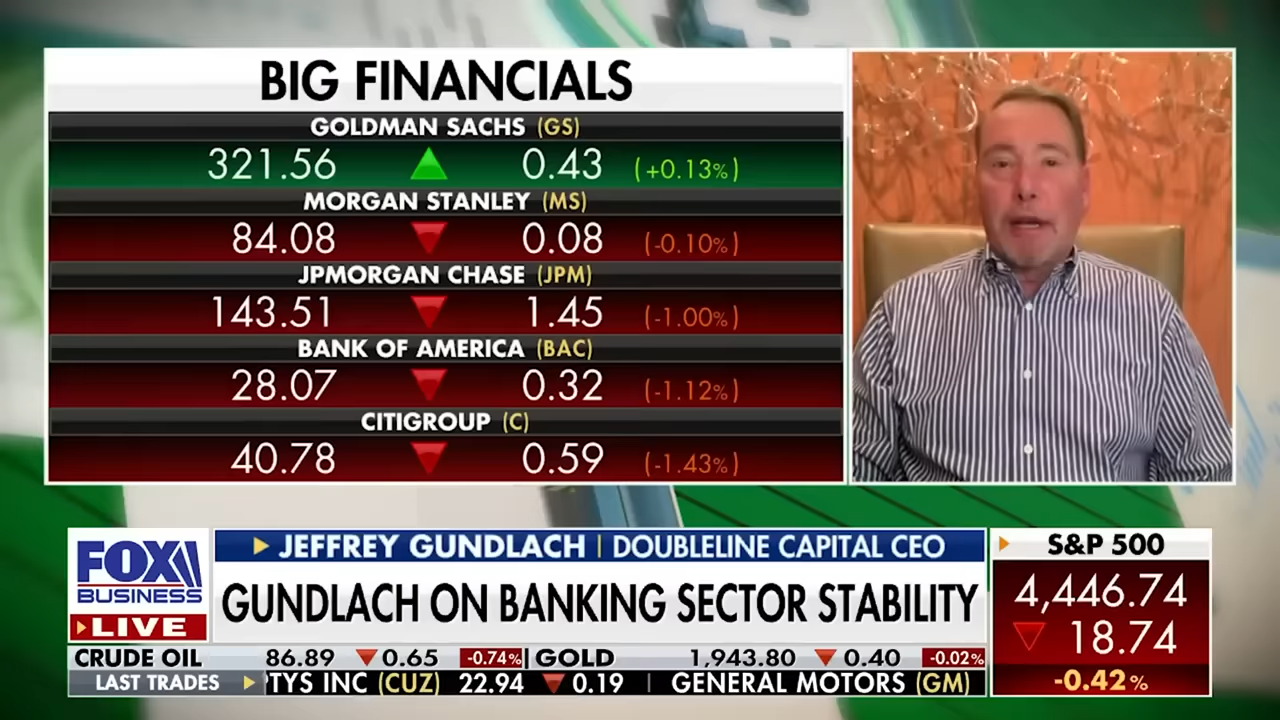 BIG FINANCIALS
GOLDMAN SACHS (GS)
321.56 ▲ 0.43 (+0.13%)
MORGAN STANLEY (MS)
84.08 ▼ 0.08 (-0.10%)
JPMORGAN CHASE (JPM)
143.51 ▼ 1.45 (-1.00%)
BANK OF AMERICA (BAC)
28.07 ▼ 0.32 (-1.12%)
CITIGROUP (C)
40.78 ▼ 0.59 (-1.43%)
FOX BUSINESS
LIVE
JEFFREY GUNDLACH | DOUBLELINE CAPITAL CEO
GUNDLACH ON BANKING SECTOR STABILITY
S&P 500
4,446.74
▼ 18.74
-0.42%
CRUDE OIL 86.89 ▼ 0.65 -0.74% GOLD 1,943.80 ▼ 0.40 -0.02%
LAST TRADES TYS INC (CUZ) 22.94 ▼ 0.19 | GENERAL MOTORS (GM)